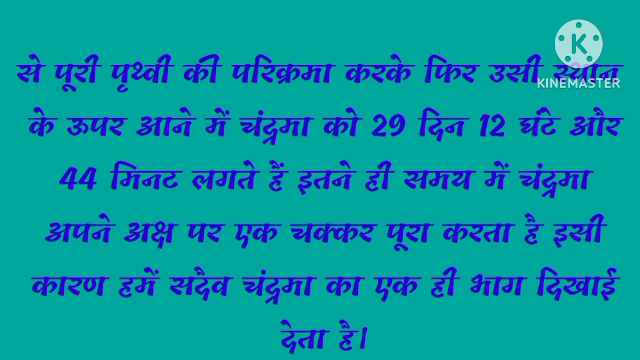 से पूरी पृथ्वी की परिक्रमा करके फिर उसी स्थान
के ऊपर आने में चंद्रमा को 29 दिन 12 घंटे और
44 मिनट लगते हैं इतने ही समय में चंद्रमा
अपने अक्ष पर एक चक्कर पूरा करता है इसी
कारण हमें सदैव चंद्रमा का एक ही भाग दिखाई
देता है।
K
KINEMASTER